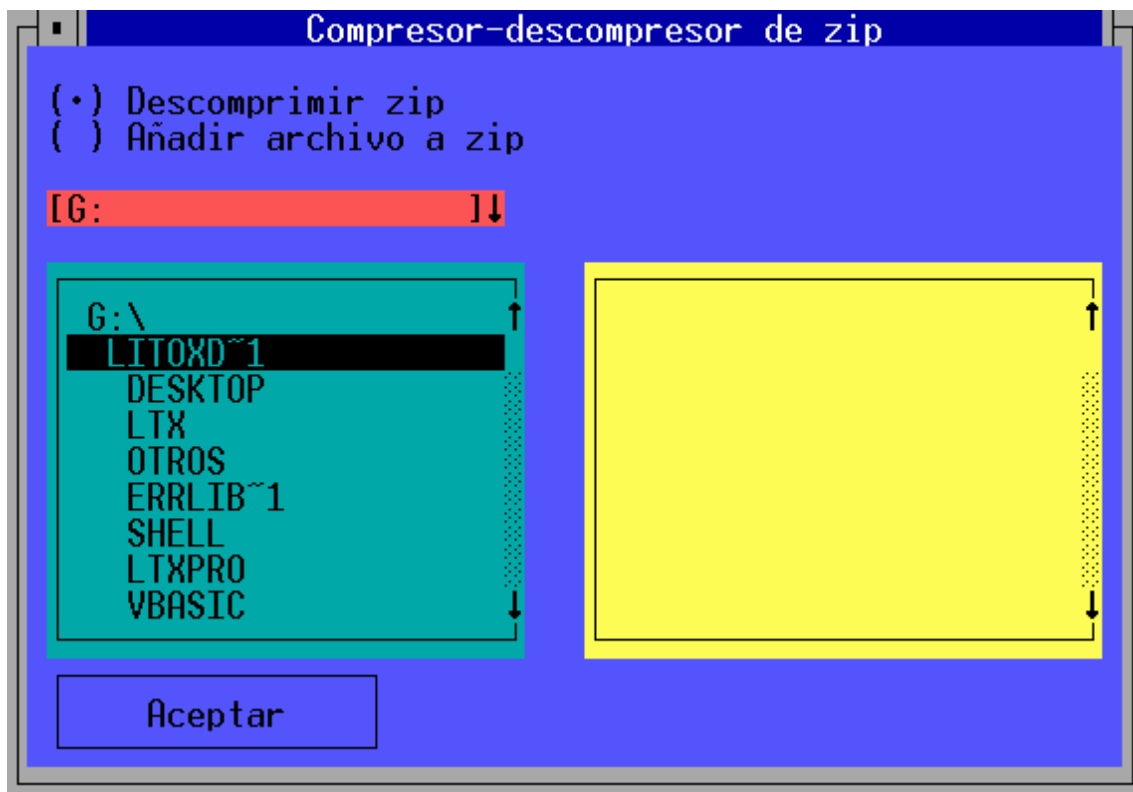 Compresor-descompresor de zip
(·) Descomprimir zip
( ) Añadir archivo a zip
[G: ]↓
G:\
LITOXD~1
DESKTOP
LTX
OTROS
ERRLIB~1
SHELL
LTXPRO
VBASIC
Aceptar